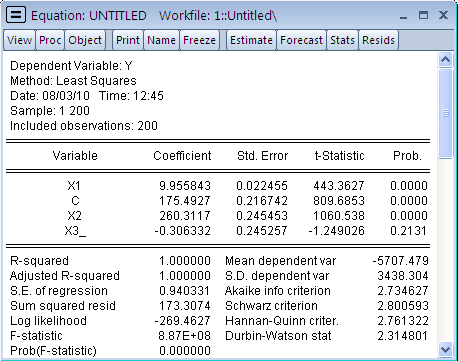 Equation: UNTITLED Workfile: 1::Untitled\
View Proc Object Print Name Freeze Estimate Forecast Stats Resids
Dependent Variable: Y
Method: Least Squares
Date: 08/03/10 Time: 12:45
Sample: 1 200
Included observations: 200
Variable Coefficient Std. Error t-Statistic Prob.
X1 9.955843 0.022455 443.3627 0.0000
C 175.4927 0.216742 809.6853 0.0000
X2 260.3117 0.245453 1060.538 0.0000
X3_ -0.306332 0.245257 -1.249026 0.2131
R-squared 1.000000 Mean dependent var -5707.479
Adjusted R-squared 1.000000 S.D. dependent var 3438.304
S.E. of regression 0.940331 Akaike info criterion 2.734627
Sum squared resid 173.3074 Schwarz criterion 2.800593
Log likelihood -269.4627 Hannan-Quinn criter. 2.761322
F-statistic 8.87E+08 Durbin-Watson stat 2.314801
Prob(F-statistic) 0.000000